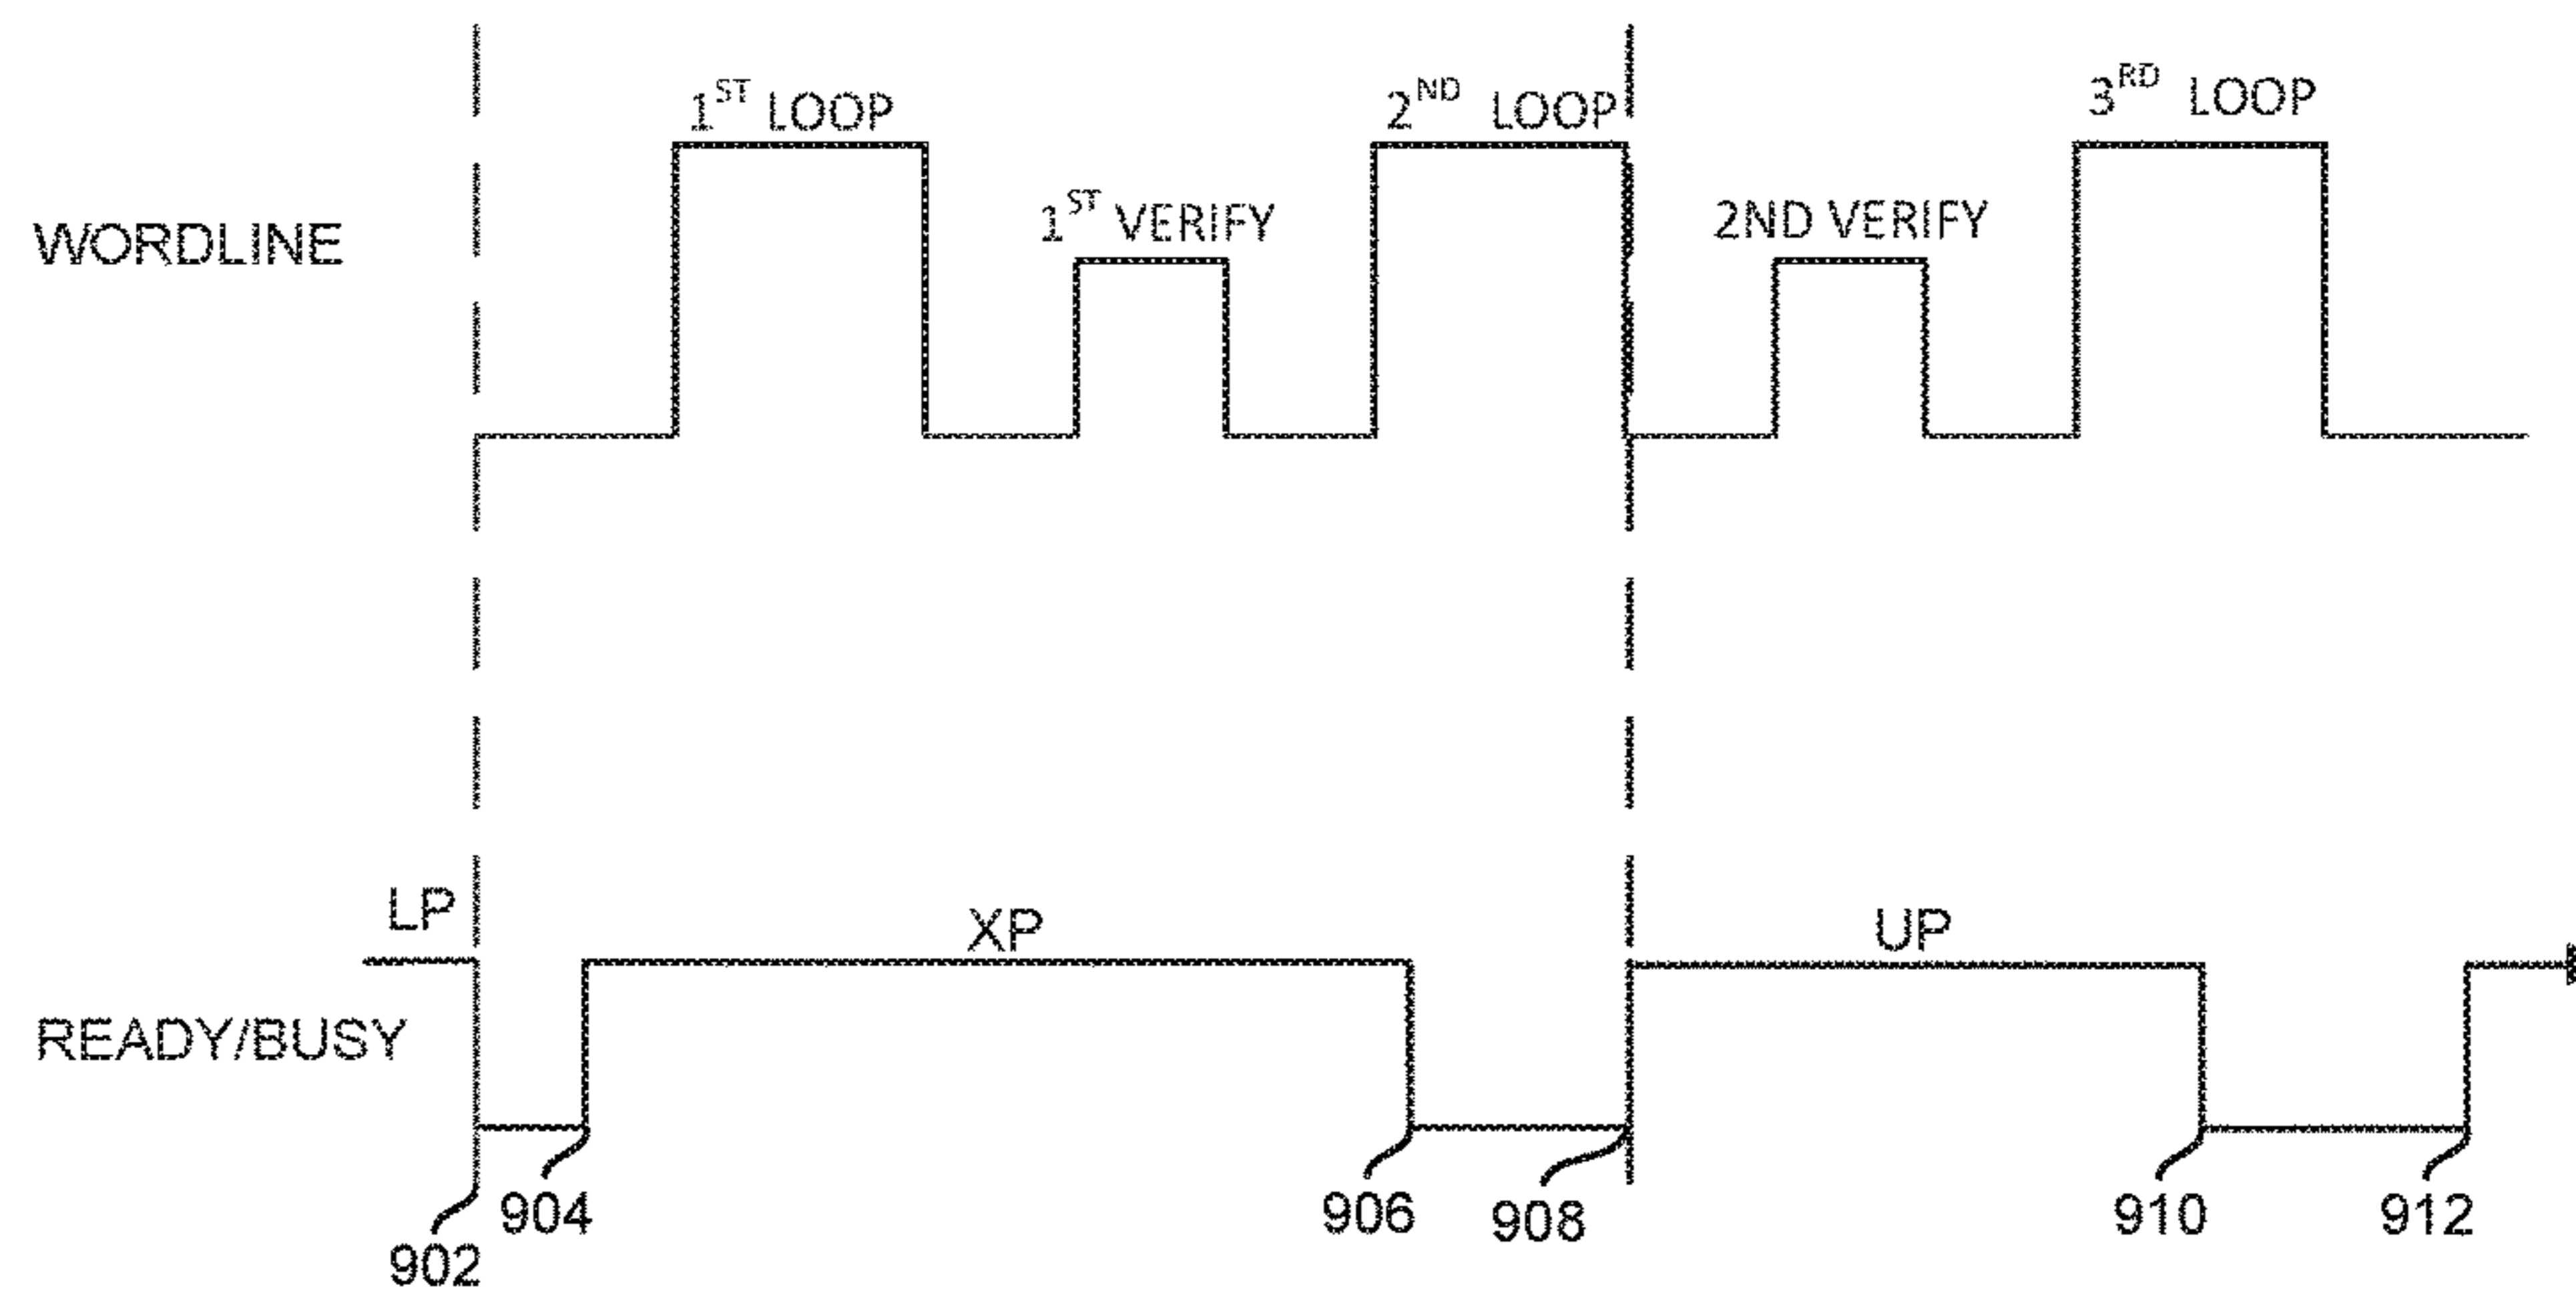 1ST LOOP
2ND LOOP
3RD LOOP
1ST VERIFY
2ND VERIFY
WORDLINE
LP
XP
UP
READY/BUSY
902
904
906
908
910
912